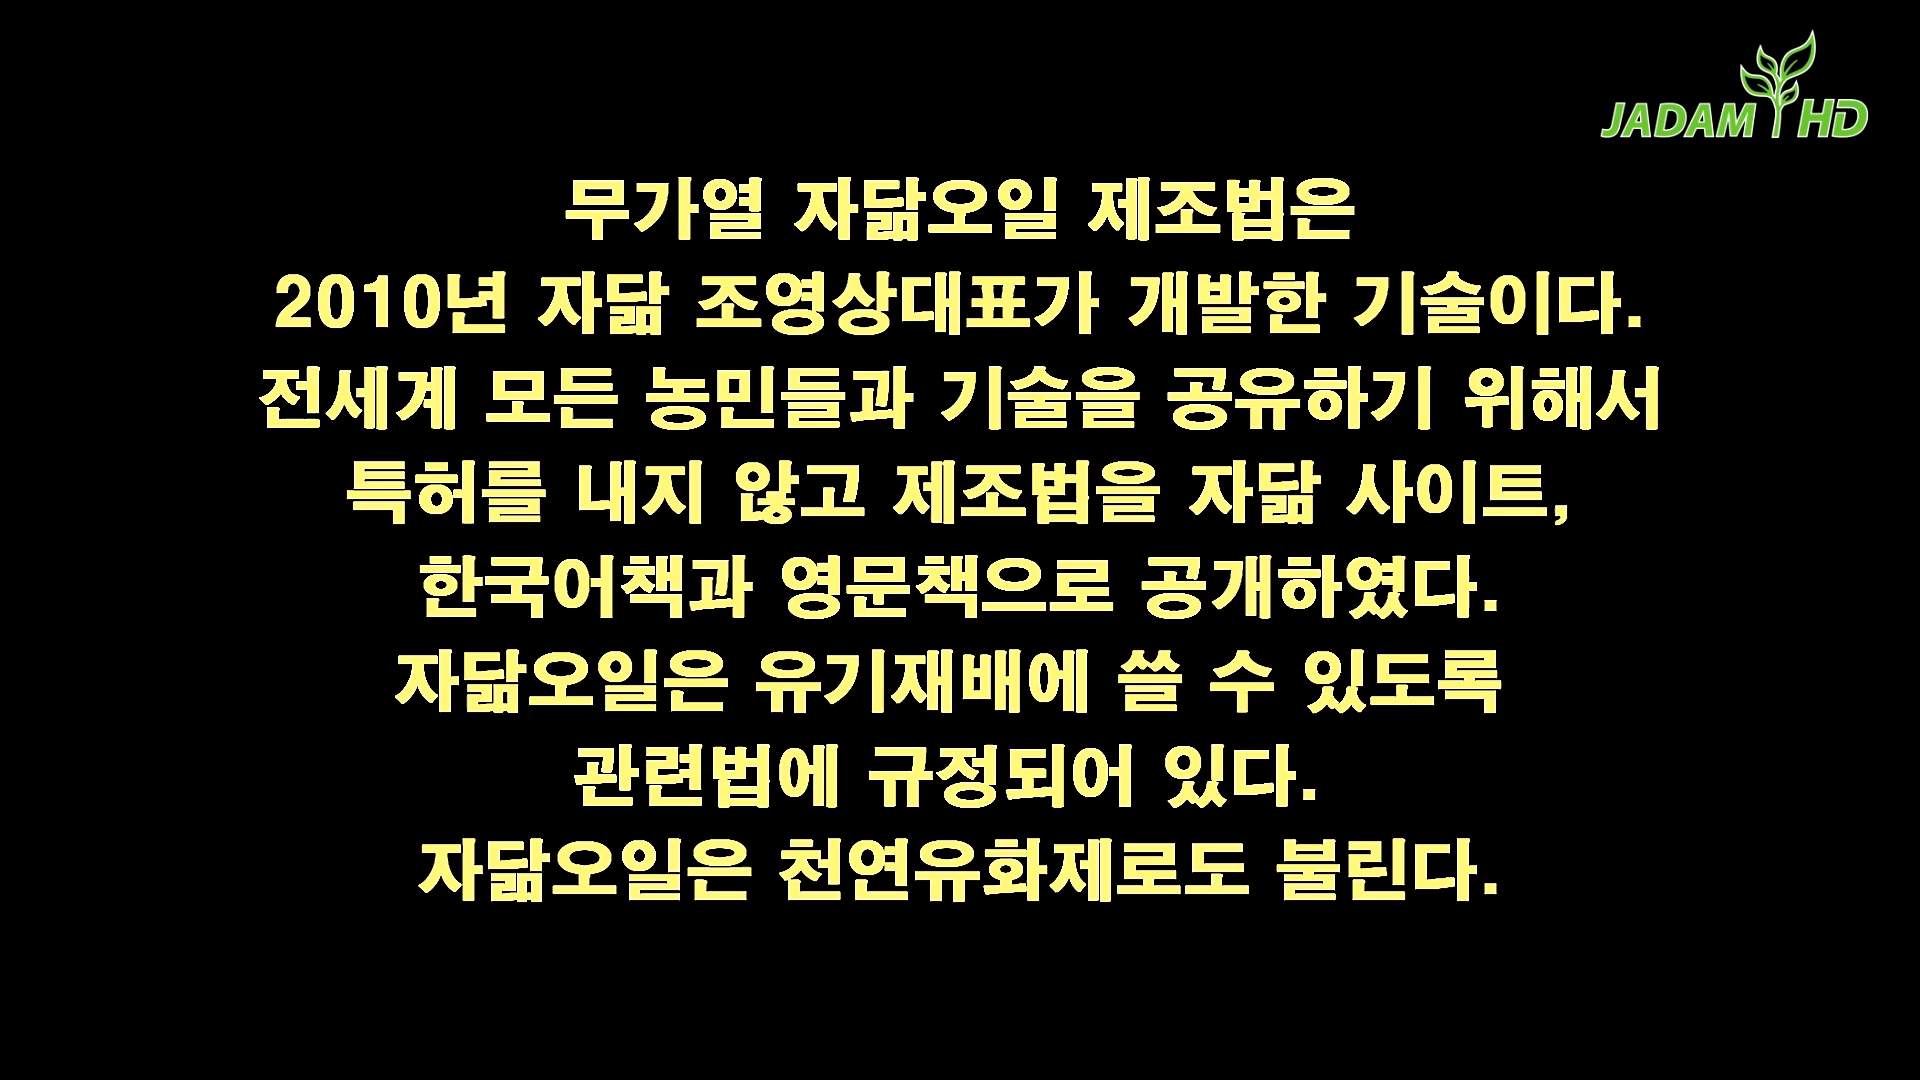 JADAM HD
무가열 자닮오일 제조법은
2010년 자닮 조영상대표가 개발한 기술이다.
전세계 모든 농민들과 기술을 공유하기 위해서
특허를 내지 않고 제조법을 자닮 사이트,
한국어책과 영문책으로 공개하였다.
자닮오일은 유기재배에 쓸 수 있도록
관련법에 규정되어 있다.
자닮오일은 천연유화제로도 불린다.